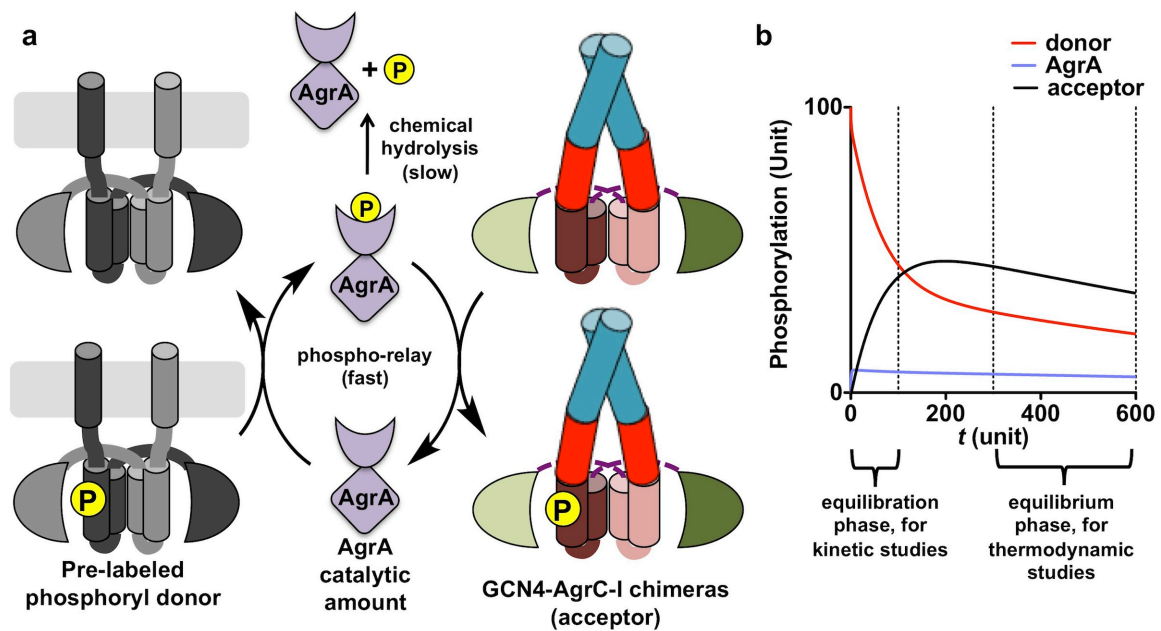 a
AgrA
+ P
chemical
hydrolysis
(slow)
P
AgrA
phospho-relay
(fast)
P
AgrA
P
Pre-labeled
phosphoryl donor
AgrA
catalytic
amount
GCN4-AgrC-I chimeras
(acceptor)
b
donor
AgrA
acceptor
Phosphorylation (Unit)
100
0
0 200 400 600
t (unit)
equilibration
phase, for
kinetic studies
equilibrium
phase, for
thermodynamic
studies